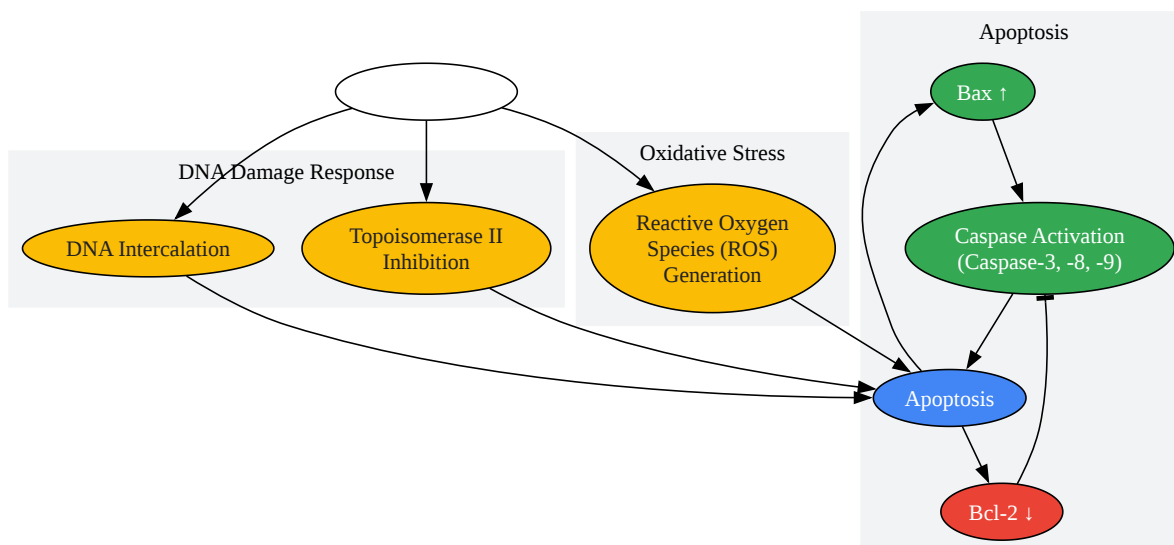 Apoptosis
Bax ↑
DNA Damage Response
Oxidative Stress
DNA Intercalation
Topoisomerase II
Inhibition
Reactive Oxygen
Species (ROS)
Generation
Caspase Activation
(Caspase-3, -8, -9)
Apoptosis
Bcl-2 ↓